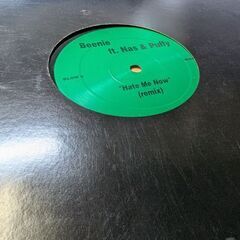 Beenie
ft. Nas & Puffy
"Hate Me Now"
(remix)